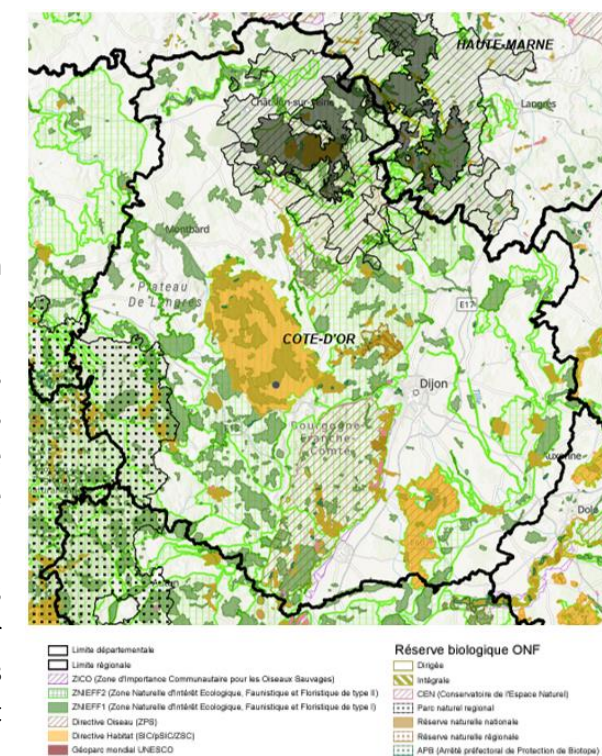 HAUTE-MARNE
Châtillon-sur-Seine
Langres
Montbard
Plateau
De Langres
E17
COTE-D'OR
Dijon
Bourgogne
Franche-
Comté
Auxonne
Dole
Autun
Limite départementale
Limite régionale
ZICO (Zone d'Importance Communautaire pour les Oiseaux Sauvages)
ZNIEFF2 (Zone Naturelle d'Intérêt Ecologique, Faunistique et Floristique de type II)
ZNIEFF1 (Zone Naturelle d'Intérêt Ecologique, Faunistique et Floristique de type I)
Directive Oiseau (ZPS)
Directive Habitat (SIC/pSIC/ZSC)
Géoparc mondial UNESCO
Réserve biologique ONF
Dirigée
Intégrale
CEN (Conservatoire de l'Espace Naturel)
Parc naturel regional
Réserve naturelle nationale
Réserve naturelle régionale
APB (Arrêté préfectoral de Protection de Biotope)